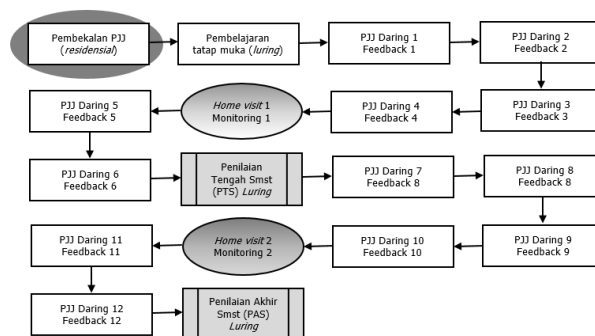 Pembekalan PJJ
(residensial)
Pembelajaran
tatap muka (luring)
PJJ Daring 1
Feedback 1
PJJ Daring 2
Feedback 2
PJJ Daring 3
Feedback 3
PJJ Daring 4
Feedback 4
Home visit 1
Monitoring 1
PJJ Daring 5
Feedback 5
PJJ Daring 6
Feedback 6
Penilaian
Tengah Smst
(PTS) Luring
PJJ Daring 7
Feedback 8
PJJ Daring 8
Feedback 8
PJJ Daring 9
Feedback 9
PJJ Daring 10
Feedback 10
Home visit 2
Monitoring 2
PJJ Daring 11
Feedback 11
PJJ Daring 12
Feedback 12
Penilaian Akhir
Smst (PAS)
Luring